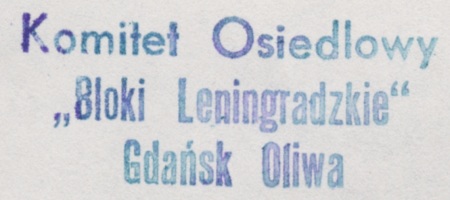 Komitet Osiedlowy
„Bloki Leningradzkie“
Gdańsk Oliwa